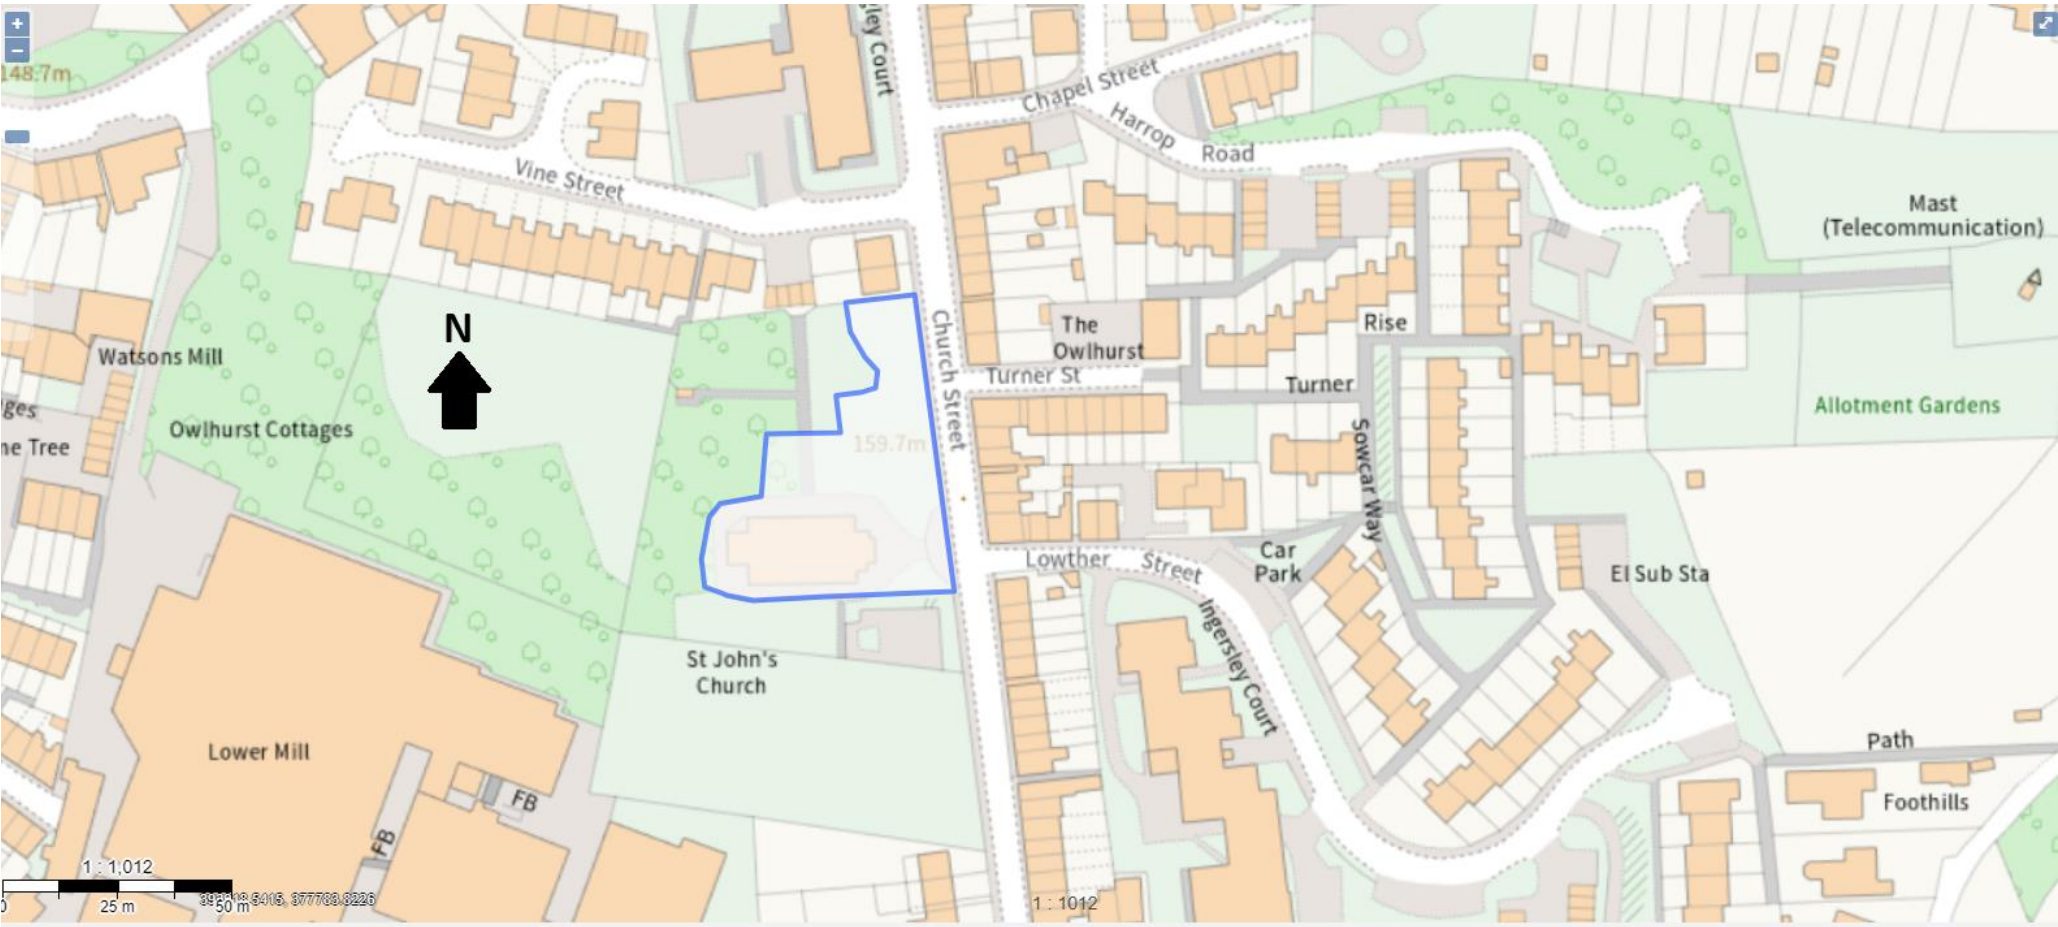 +
−
148.7m
gley Court
Chapel Street
Harrop
Road
Vine Street
Mast
(Telecommunication)
N
Church Street
The
Owlhurst
Rise
Watsons Mill
Turner St
Turner
Allotment Gardens
ges
Owlhurst Cottages
159.7m
Sowcar Way
ne Tree
Lowther Street
Car
Park
El Sub Sta
Ingersley Court
St John's
Church
Path
Lower Mill
FB
Foothills
FB
1 : 1,012
0 25 m 50 m
1 : 1012